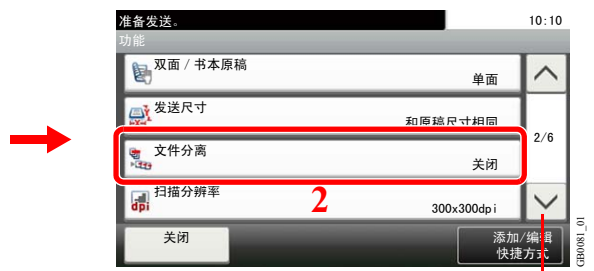 准备发送。
10:10
功能
双面 / 书本原稿
单面
发送尺寸
和原稿尺寸相同
2/6
文件分离
关闭
dpi
扫描分辨率
300x300dpi
2
关闭
添加/编辑
快捷方式
GB0081_01